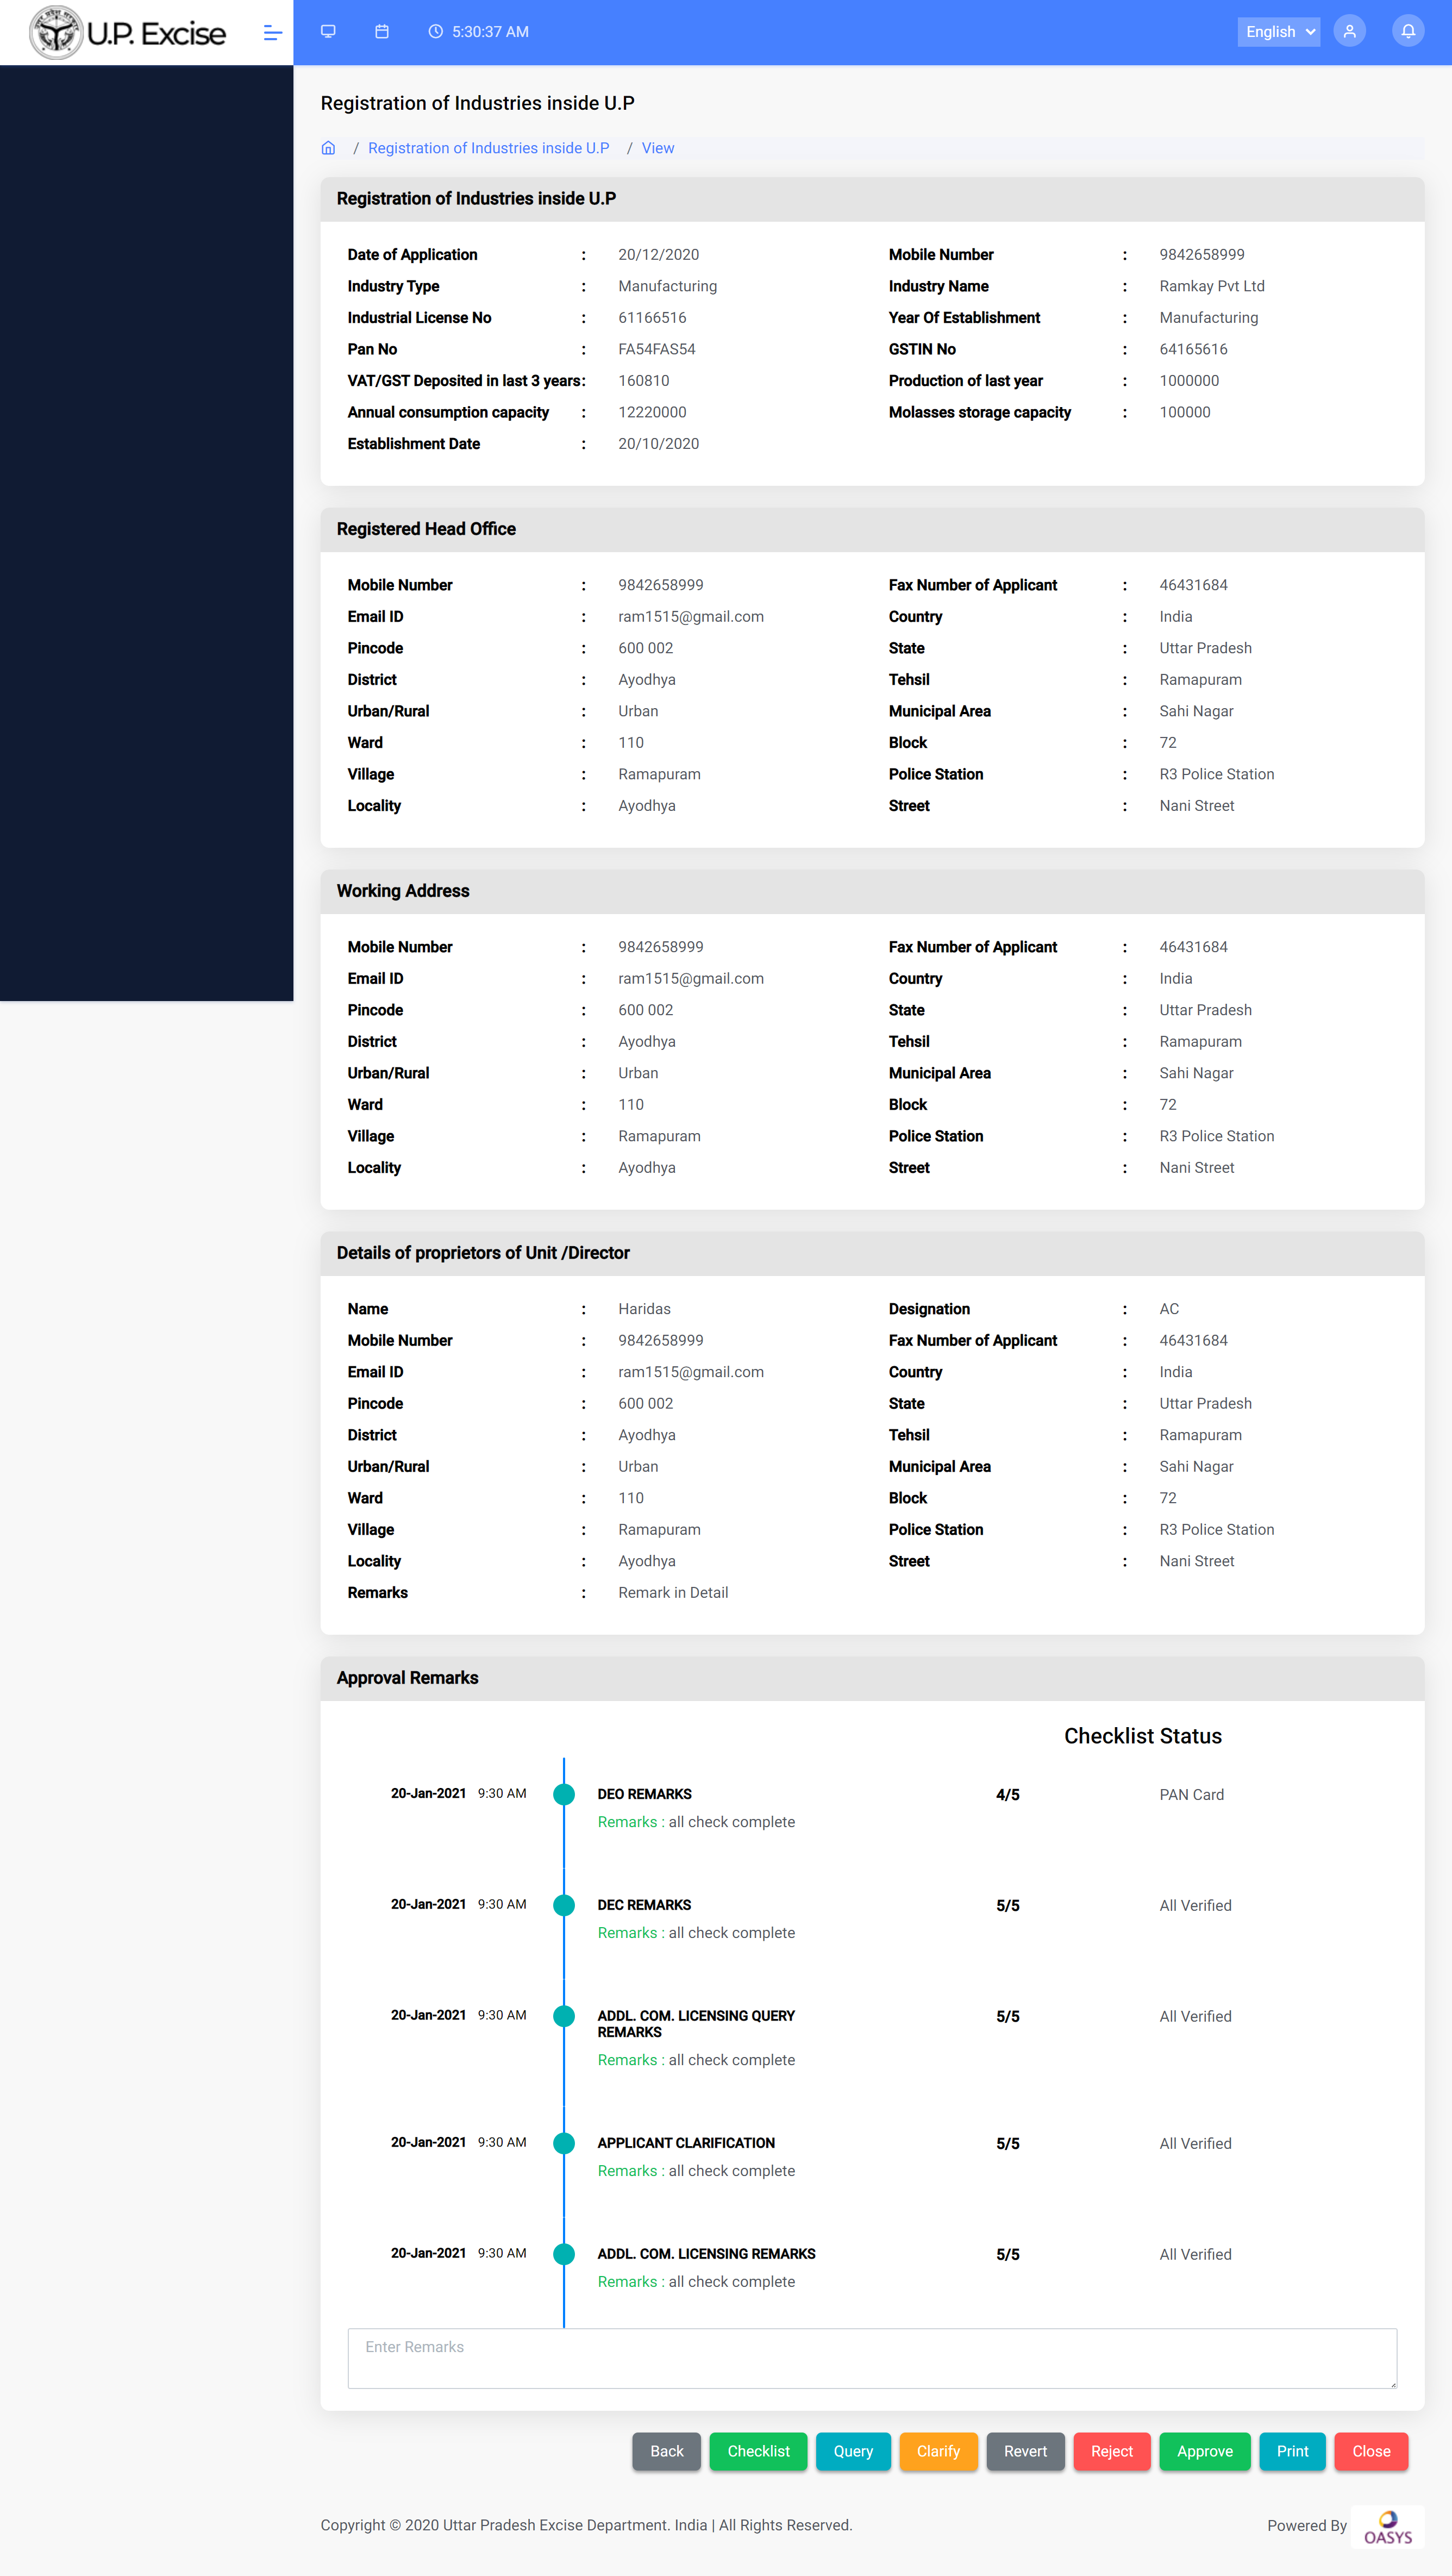 U.P. Excise
5:30:37 AM
English
Registration of Industries inside U.P
/ Registration of Industries inside U.P / View
Registration of Industries inside U.P
Date of Application : 20/12/2020 Mobile Number : 9842658999
Industry Type : Manufacturing Industry Name : Ramkay Pvt Ltd
Industrial License No : 61166516 Year Of Establishment : Manufacturing
Pan No : FA54FAS54 GSTIN No : 64165616
VAT/GST Deposited in last 3 years : 160810 Production of last year : 1000000
Annual consumption capacity : 12220000 Molasses storage capacity : 100000
Establishment Date : 20/10/2020
Registered Head Office
Mobile Number : 9842658999 Fax Number of Applicant : 46431684
Email ID : ram1515@gmail.com Country : India
Pincode : 600 002 State : Uttar Pradesh
District : Ayodhya Tehsil : Ramapuram
Urban/Rural : Urban Municipal Area : Sahi Nagar
Ward : 110 Block : 72
Village : Ramapuram Police Station : R3 Police Station
Locality : Ayodhya Street : Nani Street
Working Address
Mobile Number : 9842658999 Fax Number of Applicant : 46431684
Email ID : ram1515@gmail.com Country : India
Pincode : 600 002 State : Uttar Pradesh
District : Ayodhya Tehsil : Ramapuram
Urban/Rural : Urban Municipal Area : Sahi Nagar
Ward : 110 Block : 72
Village : Ramapuram Police Station : R3 Police Station
Locality : Ayodhya Street : Nani Street
Details of proprietors of Unit /Director
Name : Haridas Designation : AC
Mobile Number : 9842658999 Fax Number of Applicant : 46431684
Email ID : ram1515@gmail.com Country : India
Pincode : 600 002 State : Uttar Pradesh
District : Ayodhya Tehsil : Ramapuram
Urban/Rural : Urban Municipal Area : Sahi Nagar
Ward : 110 Block : 72
Village : Ramapuram Police Station : R3 Police Station
Locality : Ayodhya Street : Nani Street
Remarks : Remark in Detail
Approval Remarks
Checklist Status
20-Jan-2021 9:30 AM DEO REMARKS 4/5 PAN Card
Remarks : all check complete
20-Jan-2021 9:30 AM DEC REMARKS 5/5 All Verified
Remarks : all check complete
20-Jan-2021 9:30 AM ADDL. COM. LICENSING QUERY 5/5 All Verified
REMARKS
Remarks : all check complete
20-Jan-2021 9:30 AM APPLICANT CLARIFICATION 5/5 All Verified
Remarks : all check complete
20-Jan-2021 9:30 AM ADDL. COM. LICENSING REMARKS 5/5 All Verified
Remarks : all check complete
Enter Remarks
Back Checklist Query Clarify Revert Reject Approve Print Close
Copyright © 2020 Uttar Pradesh Excise Department. India | All Rights Reserved. Powered By OASYS